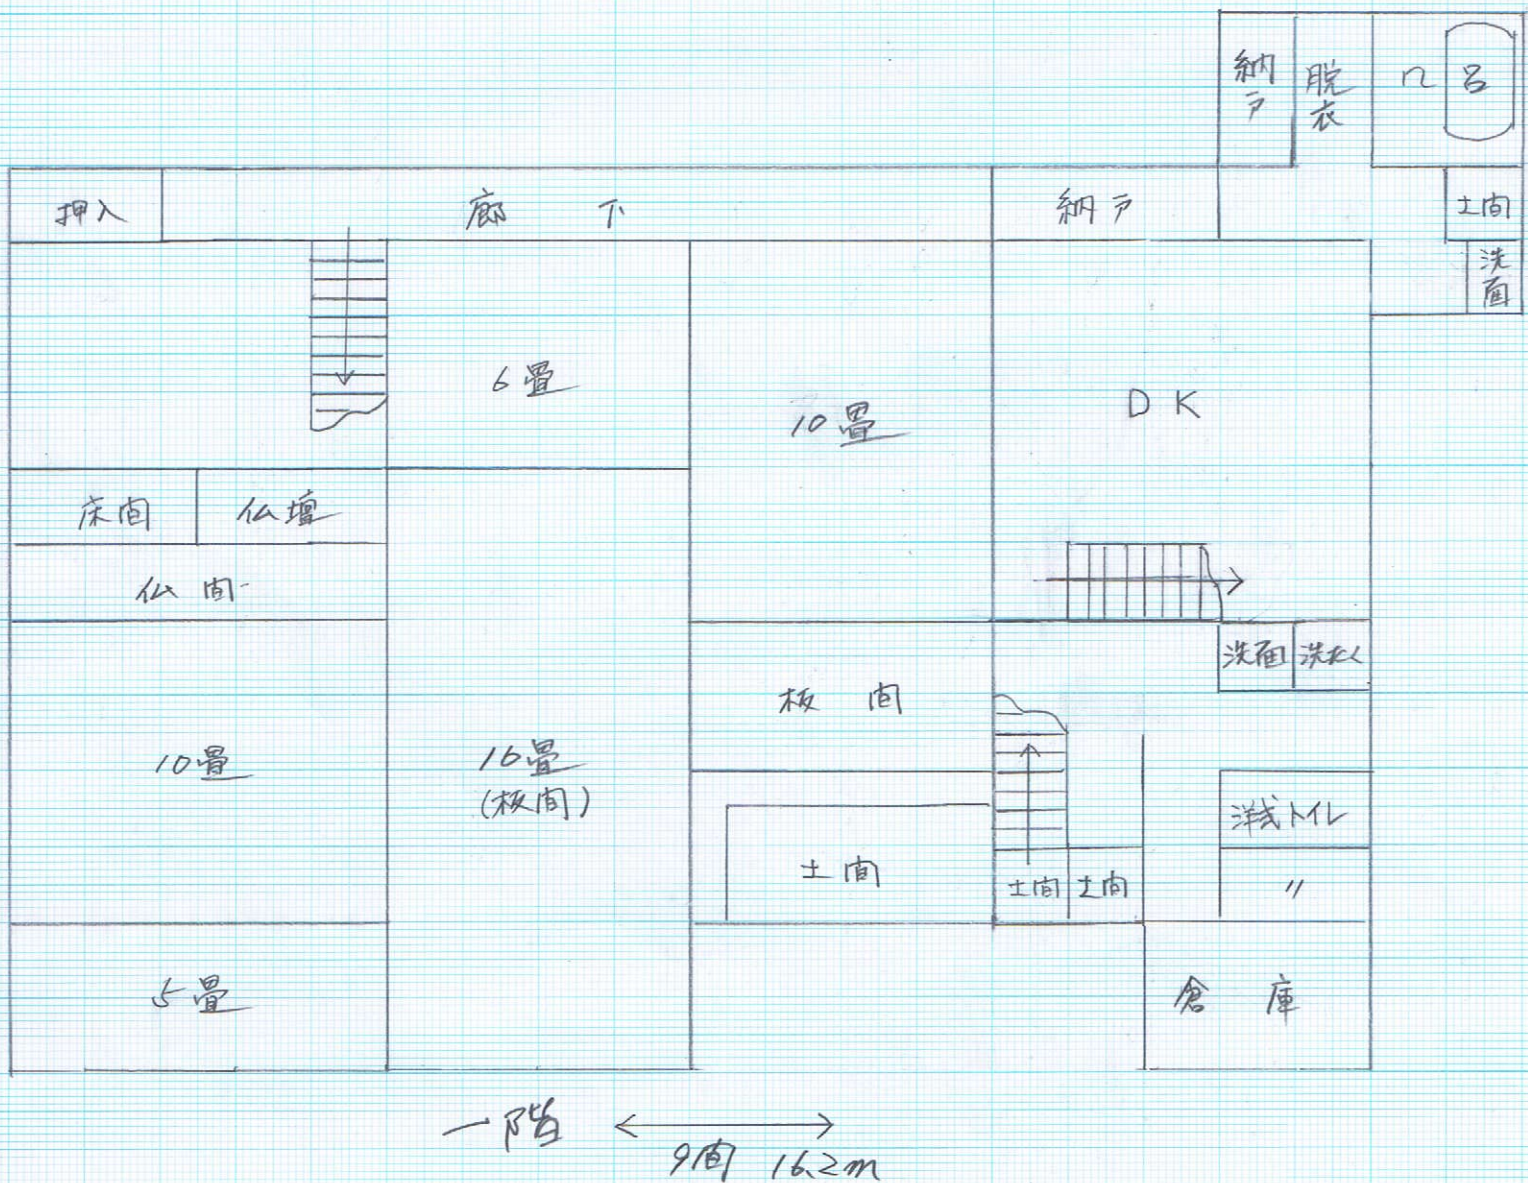 納戸
脱衣
风呂
押入
廊下
納戸
土間
洗面
6畳
10畳
DK
床間
仏壇
仏間
洗面
洗たく
板間
10畳
16畳
(板間)
洋式トイレ
土間
土間
土間
〃
5畳
倉庫
一階
9間 16.2m